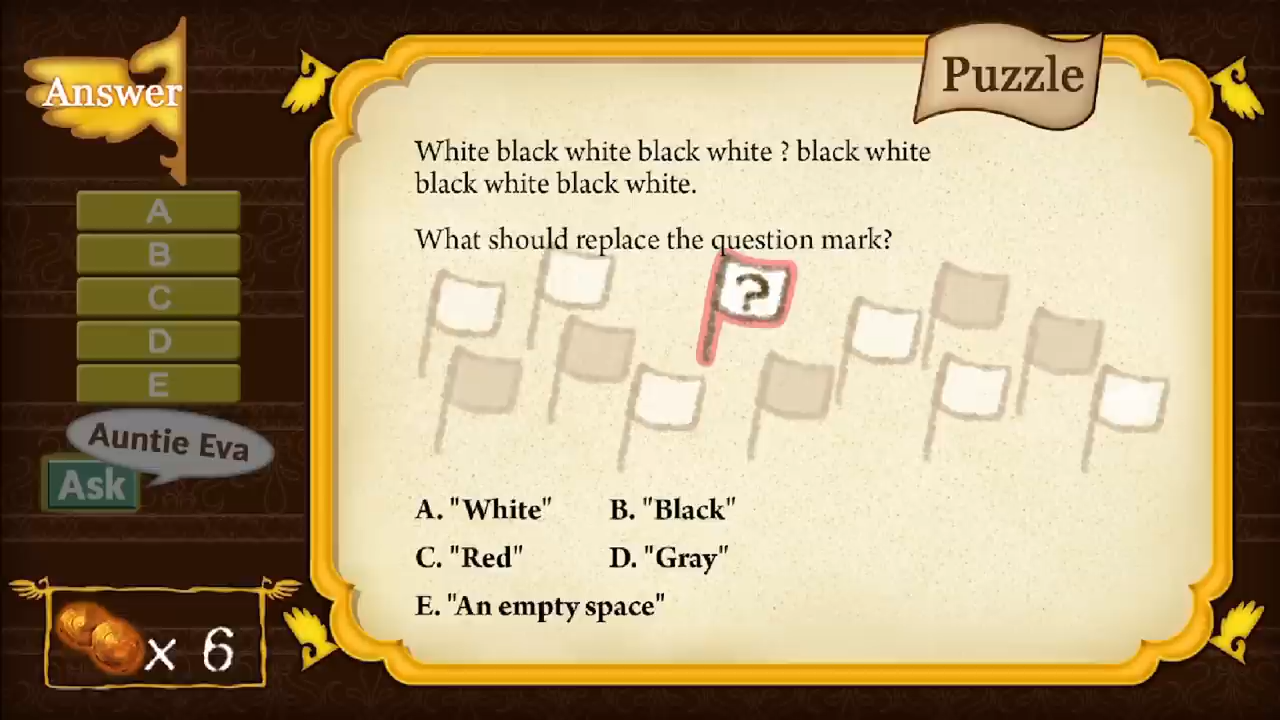 Answer
Puzzle
White black white black white ? black white
black white black white.
What should replace the question mark?
?
A
B
C
D
E
Auntie Eva
Ask
A. "White" B. "Black"
C. "Red" D. "Gray"
E. "An empty space"
x 6